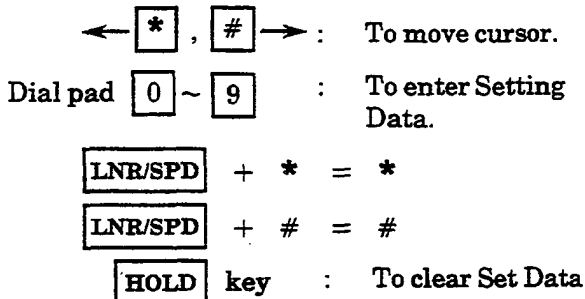 ← * , # → : To move cursor.
Dial pad 0 ~ 9 : To enter Setting
Data.
LNR/SPD + * = *
LNR/SPD + # = #
HOLD key : To clear Set Data